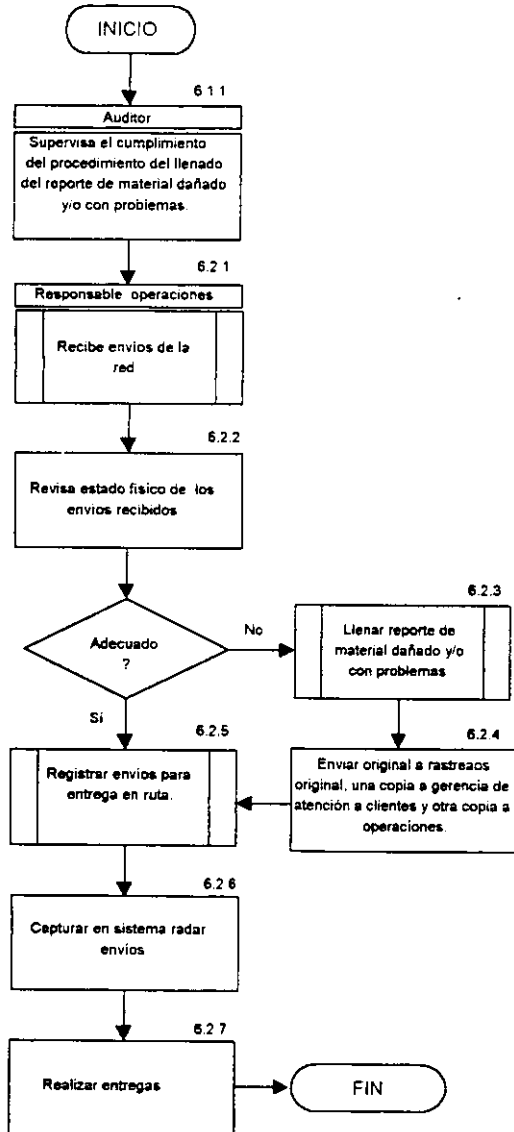 INICIO
6.1.1
Auditor
Supervisa el cumplimiento
del procedimiento del llenado
del reporte de material dañado
y/o con problemas.
6.2.1
Responsable operaciones
Recibe envios de la
red
6.2.2
Revisa estado fisico de los
envios recibidos
Adecuado
?
No
Sí
6.2.3
Llenar reporte de
material dañado y/o
con problemas
6.2.4
Enviar original a rastreaos
original, una copia a gerencia de
atención a clientes y otra copia a
operaciones.
6.2.5
Registrar envios para
entrega en ruta.
6.2.6
Capturar en sistema radar
envios
6.2.7
Realizar entregas
FIN